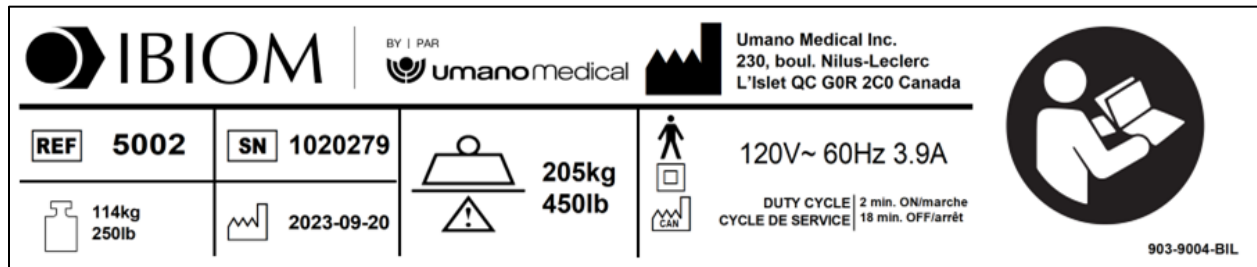 IBIOM
BY | PAR
umano medical
Umano Medical Inc.
230, boul. Nilus-Leclerc
L'Islet QC G0R 2C0 Canada
REF 5002
SN 1020279
205kg
450lb
120V~ 60Hz 3.9A
114kg
250lb
2023-09-20
CAN
DUTY CYCLE 2 min. ON/marche
CYCLE DE SERVICE 18 min. OFF/arrêt
903-9004-BIL